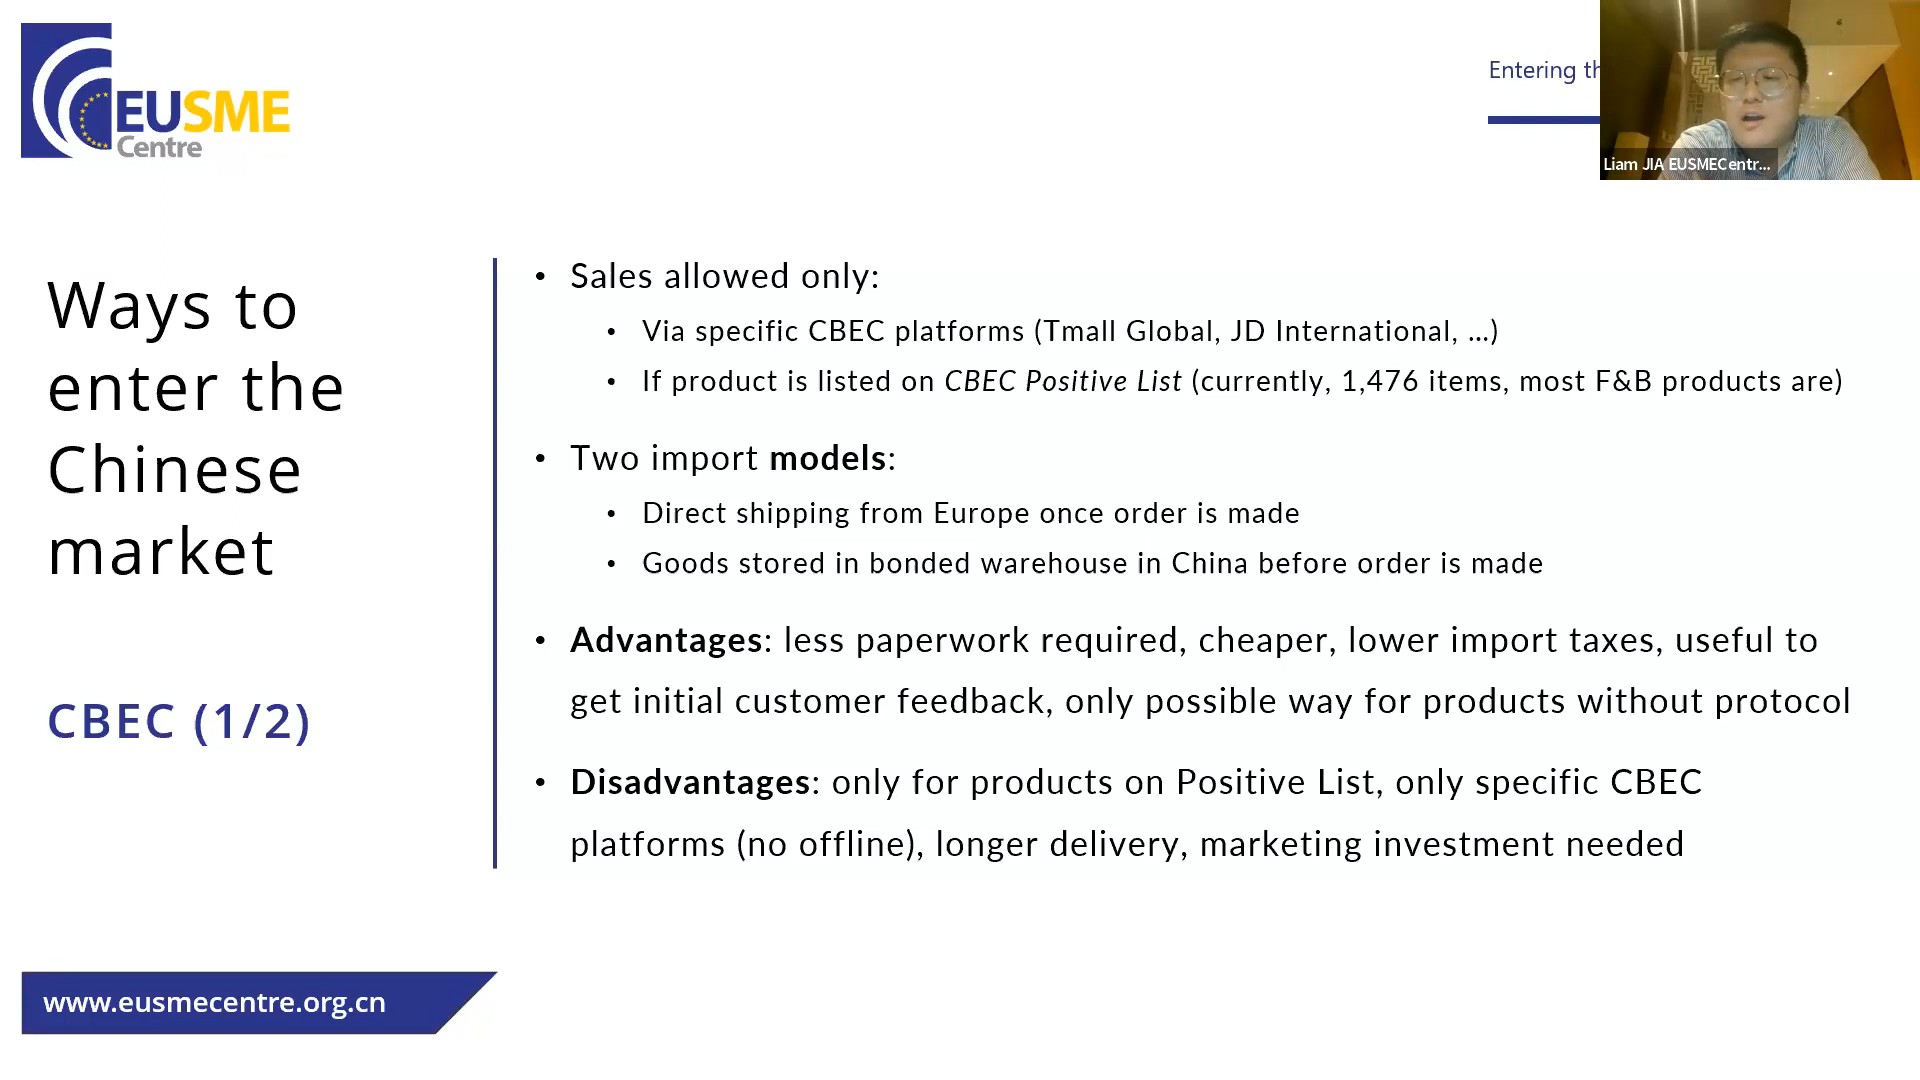 EUSME
Centre
Entering
Liam JIA EUSMECentr...
Ways to
enter the
Chinese
market
CBEC (1/2)
• Sales allowed only:
• Via specific CBEC platforms (Tmall Global, JD International, ...)
• If product is listed on CBEC Positive List (currently, 1,476 items, most F&B products are)
• Two import models:
• Direct shipping from Europe once order is made
• Goods stored in bonded warehouse in China before order is made
• Advantages: less paperwork required, cheaper, lower import taxes, useful to
get initial customer feedback, only possible way for products without protocol
• Disadvantages: only for products on Positive List, only specific CBEC
platforms (no offline), longer delivery, marketing investment needed
www.eusmecentre.org.cn